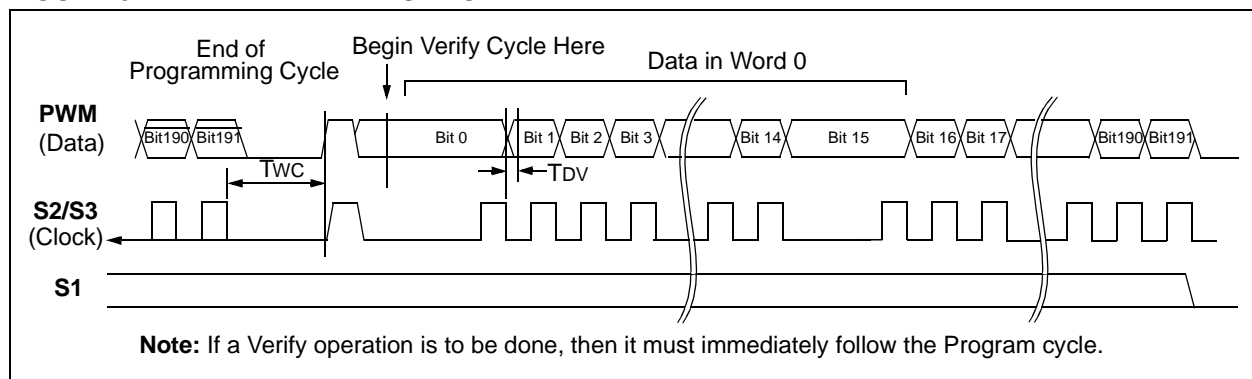 End of
Programming Cycle
Begin Verify Cycle Here
Data in Word 0
PWM
(Data)
Bit190 Bit191 Bit 0 Bit 1 Bit 2 Bit 3 Bit 14 Bit 15 Bit 16 Bit 17 Bit190 Bit191
TWC
TDV
S2/S3
(Clock)
S1
Note: If a Verify operation is to be done, then it must immediately follow the Program cycle.